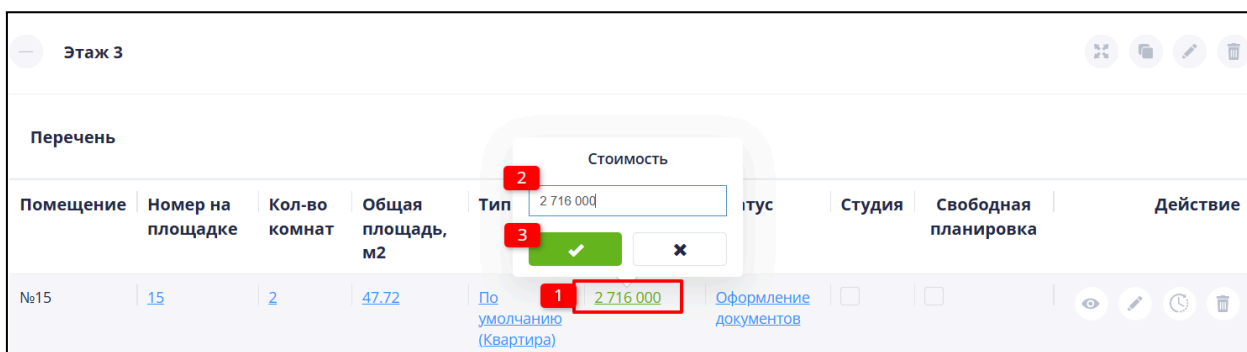 Этаж 3
Перечень
Стоимость
2
2 716 000
3
Помещение Номер на площадке Кол-во комнат Общая площадь, м2 Тип тус Студия Свободная планировка Действие
№15 15 2 47.72 По умолчанию (Квартира) 1 2 716 000 Оформление документов